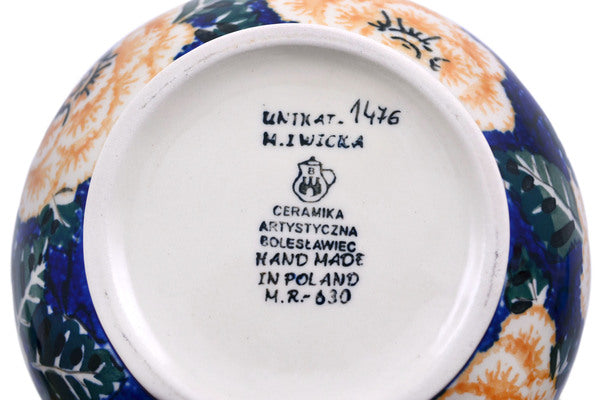 UNIKAT-1476
M.IWICKA
B
CERAMIKA
ARTYSTYCZNA
BOLESŁAWIEC
HAND MADE
IN POLAND
M.R.-630